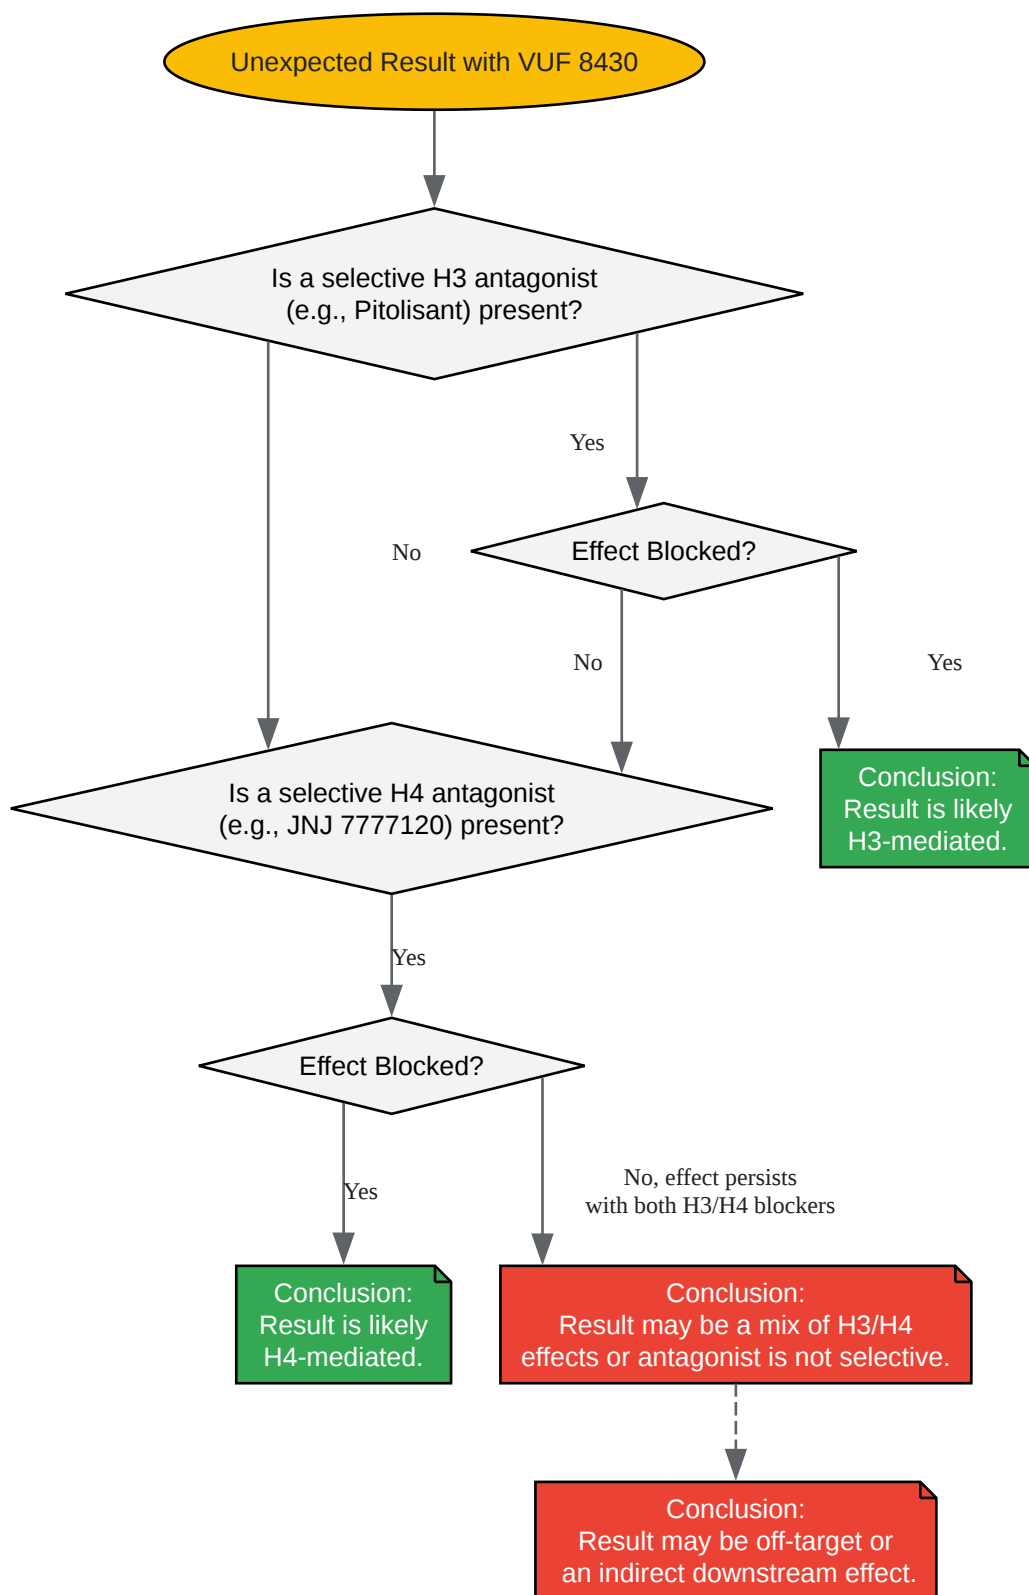 Unexpected Result with VUF 8430
Is a selective H3 antagonist
(e.g., Pitolisant) present?
Yes
No
Effect Blocked?
No
Yes
Conclusion:
Result is likely
H3-mediated.
Is a selective H4 antagonist
(e.g., JNJ 7777120) present?
Yes
Effect Blocked?
Yes
No, effect persists
with both H3/H4 blockers
Conclusion:
Result is likely
H4-mediated.
Conclusion:
Result may be a mix of H3/H4
effects or antagonist is not selective.
Conclusion:
Result may be off-target or
an indirect downstream effect.